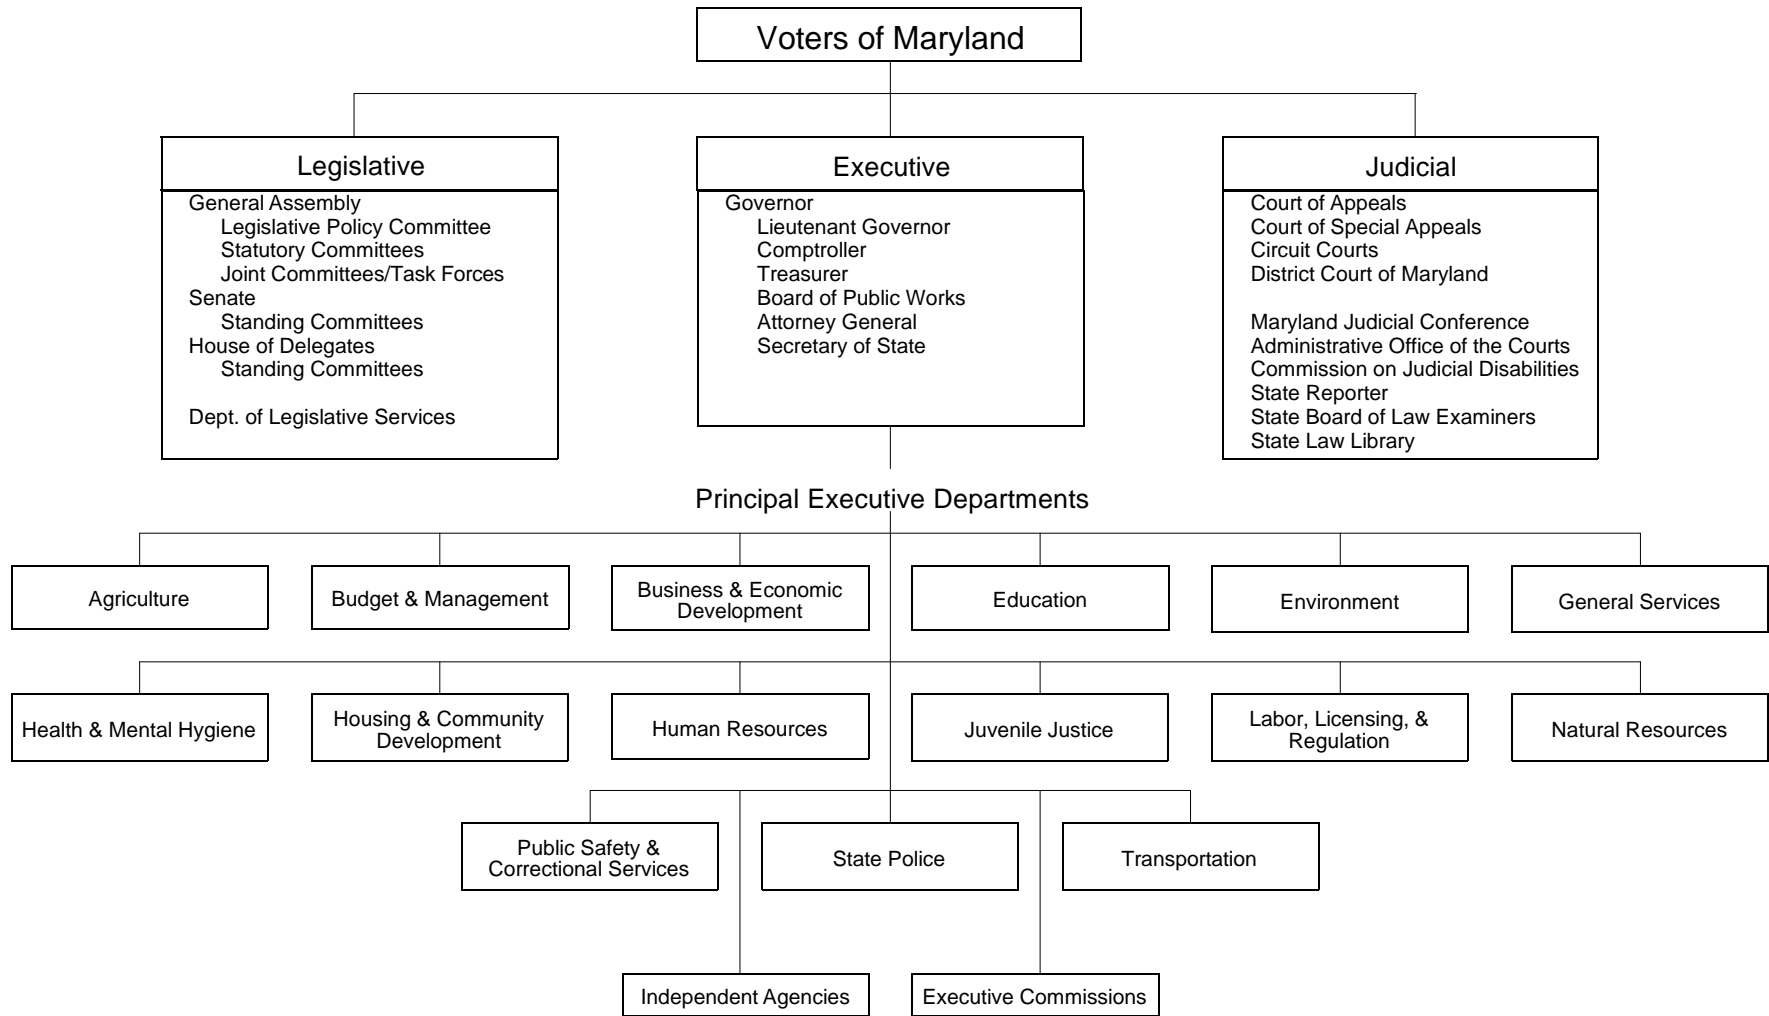 Voters of Maryland
Legislative
General Assembly
Legislative Policy Committee
Statutory Committees
Joint Committees/Task Forces
Senate
Standing Committees
House of Delegates
Standing Committees
Dept. of Legislative Services
Executive
Governor
Lieutenant Governor
Comptroller
Treasurer
Board of Public Works
Attorney General
Secretary of State
Judicial
Court of Appeals
Court of Special Appeals
Circuit Courts
District Court of Maryland
Maryland Judicial Conference
Administrative Office of the Courts
Commission on Judicial Disabilities
State Reporter
State Board of Law Examiners
State Law Library
Principal Executive Departments
Agriculture
Budget & Management
Business & Economic
Development
Education
Environment
General Services
Health & Mental Hygiene
Housing & Community
Development
Human Resources
Juvenile Justice
Labor, Licensing, &
Regulation
Natural Resources
Public Safety &
Correctional Services
State Police
Transportation
Independent Agencies
Executive Commissions